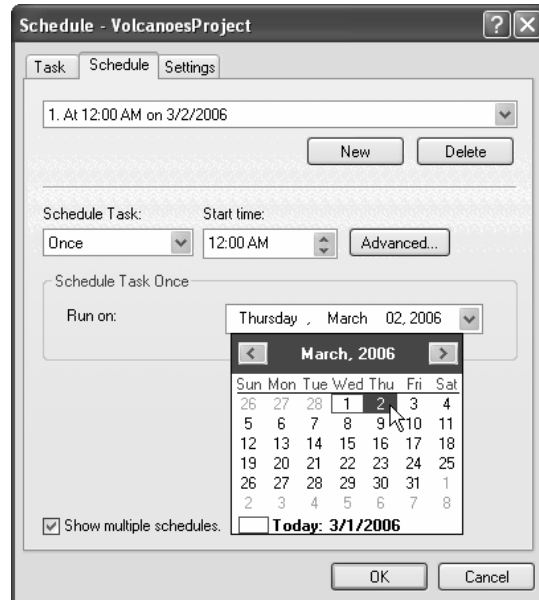 Schedule - VolcanoesProject
Task Schedule Settings
1. At 12:00 AM on 3/2/2006
New Delete
Schedule Task: Start time:
Once 12:00 AM Advanced...
Schedule Task Once
Run on: Thursday , March 02, 2006
March, 2006
Sun Mon Tue Wed Thu Fri Sat
26 27 28 1 2 3 4
5 6 7 8 9 10 11
12 13 14 15 16 17 18
19 20 21 22 23 24 25
26 27 28 29 30 31 1
2 3 4 5 6 7 8
Show multiple schedules. Today: 3/1/2006
OK Cancel